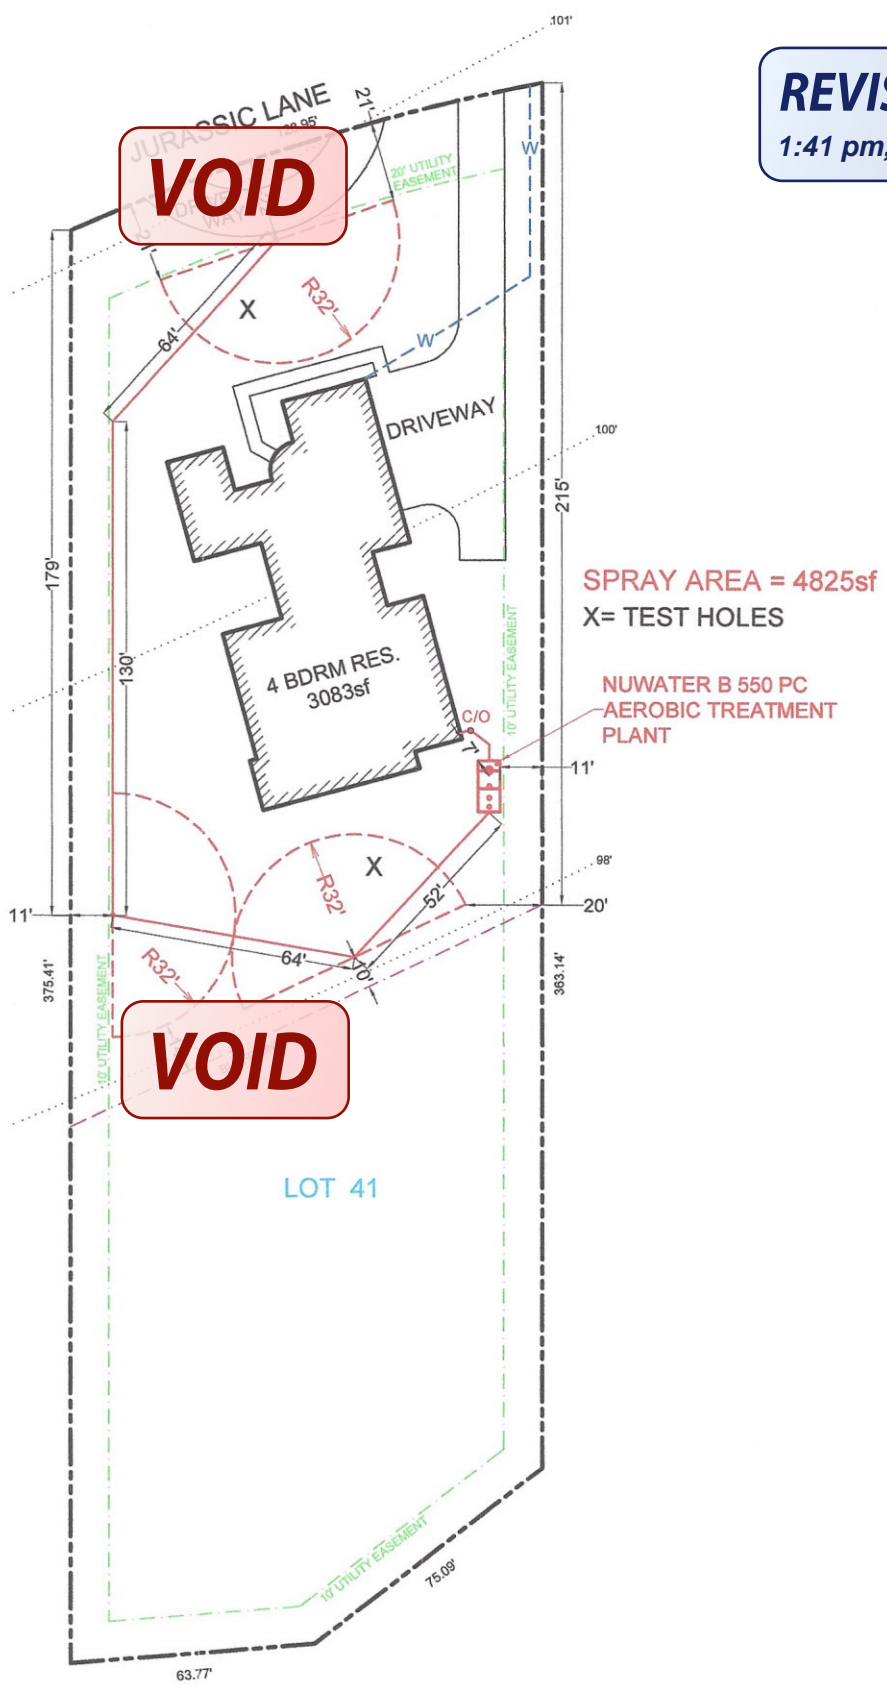 101'
REVIS
1:41 pm,
JURASSIC LANE
21'
VOID
20' UTILITY
EASEMENT
W
R32'
X
64'
W
DRIVEWAY
100'
215'
179'
SPRAY AREA = 4825sf
X= TEST HOLES
10' UTILITY EASEMENT
130'
4 BDRM RES.
3083sf
NUWATER B 550 PC
AEROBIC TREATMENT
PLANT
C/O
7'
11'
98'
X
R32'
52'
11'
20'
64'
10'
R32'
375.41'
363.14'
10' UTILITY EASEMENT
VOID
LOT 41
10' UTILITY EASEMENT
75.09'
63.77'